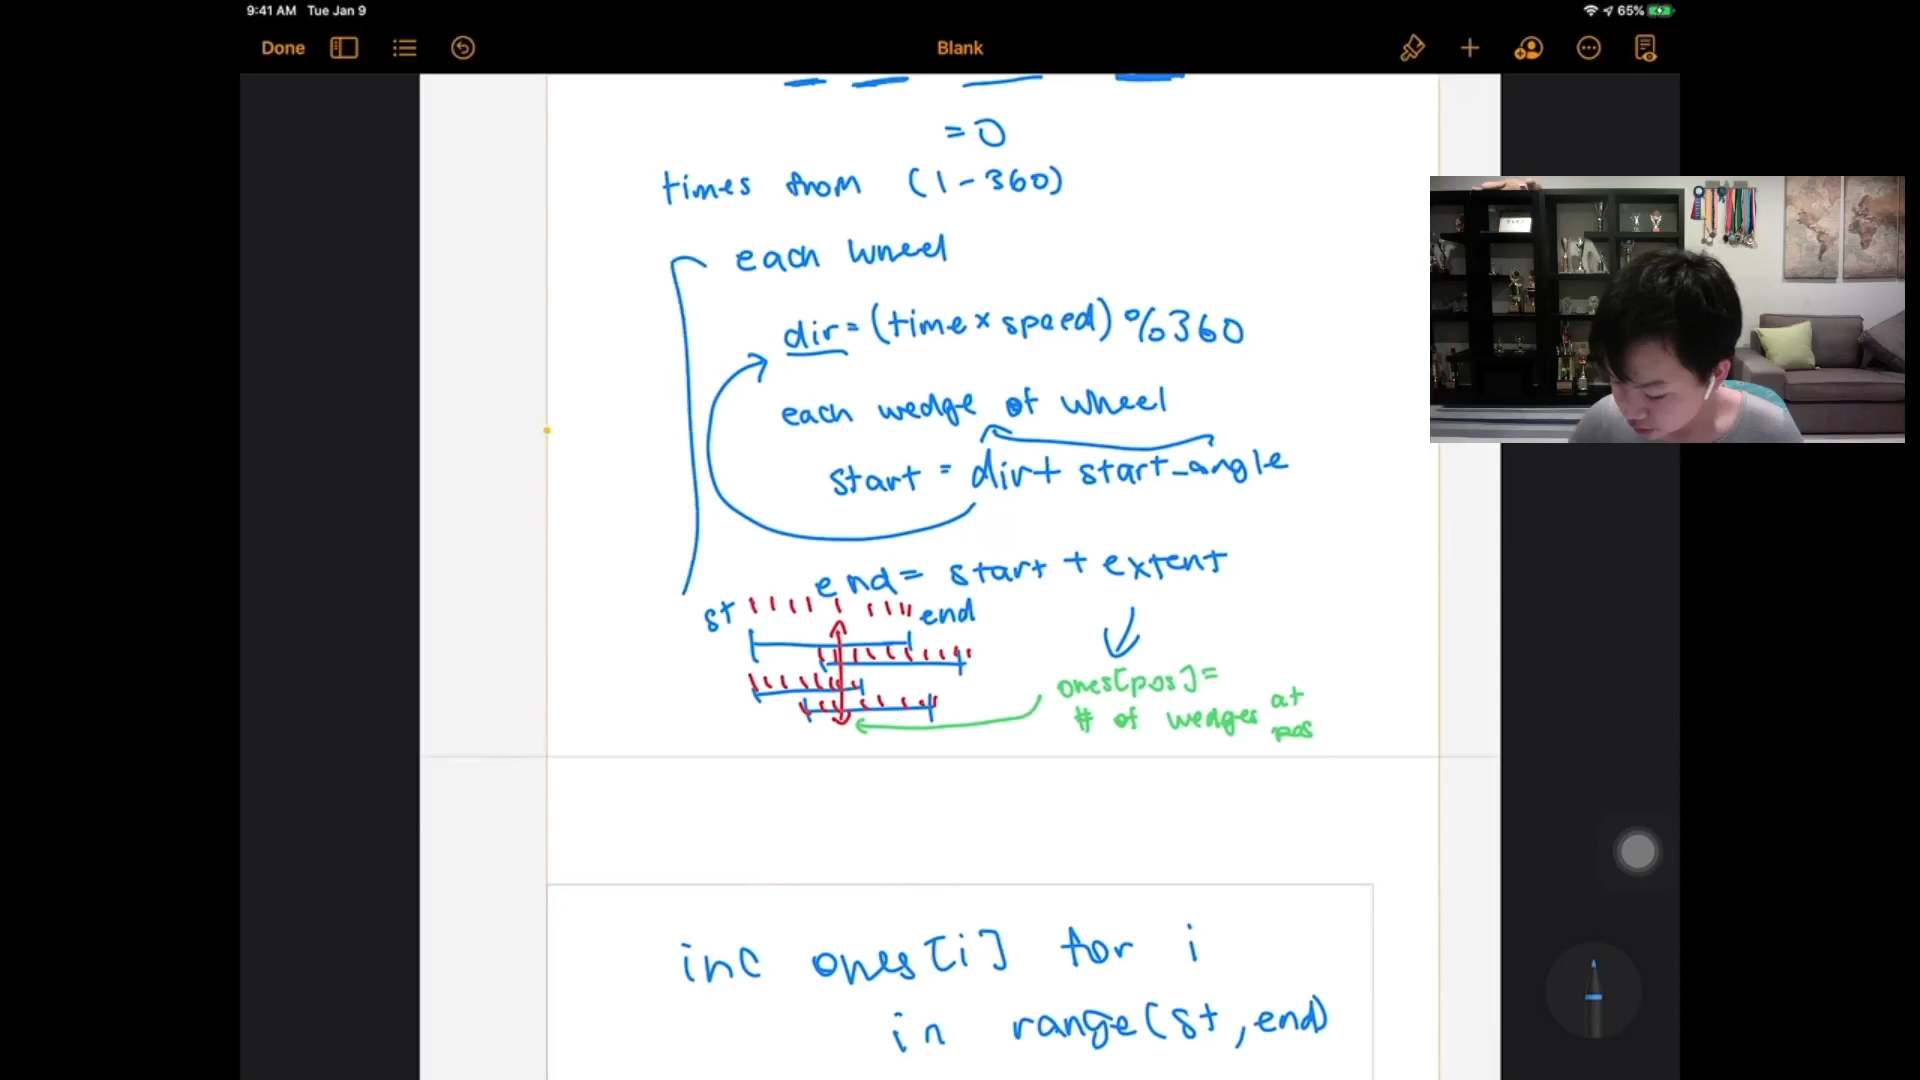 9:41 AM Tue Jan 9
65%
Done
Blank
= 0
times from (1-360)
each wheel
dir = (time x speed) % 360
each wedge of wheel
start = dir + start_angle
end = start + extent
st
end
ones[pos] =
# of wedges at pos
inc ones[i] for i
in range(st, end)